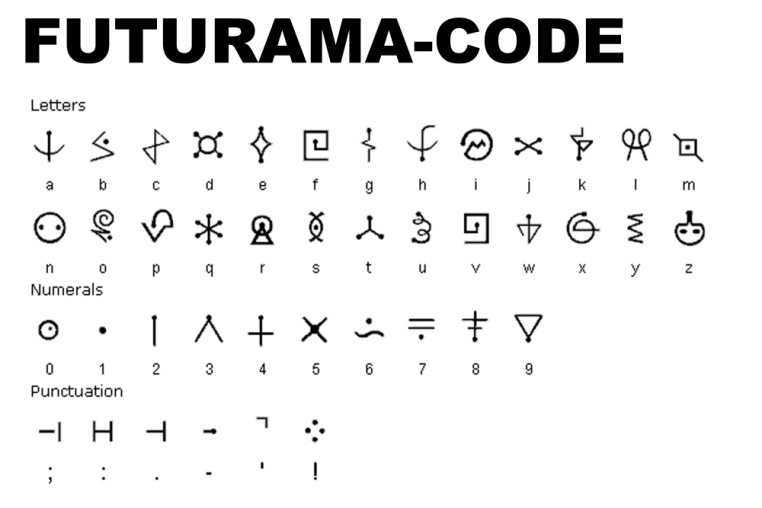 FUTURAMA-CODE
Letters
a b c d e f g h i j k l m
n o p q r s t u v w x y z
Numerals
0 1 2 3 4 5 6 7 8 9
Punctuation
; : . - ' !